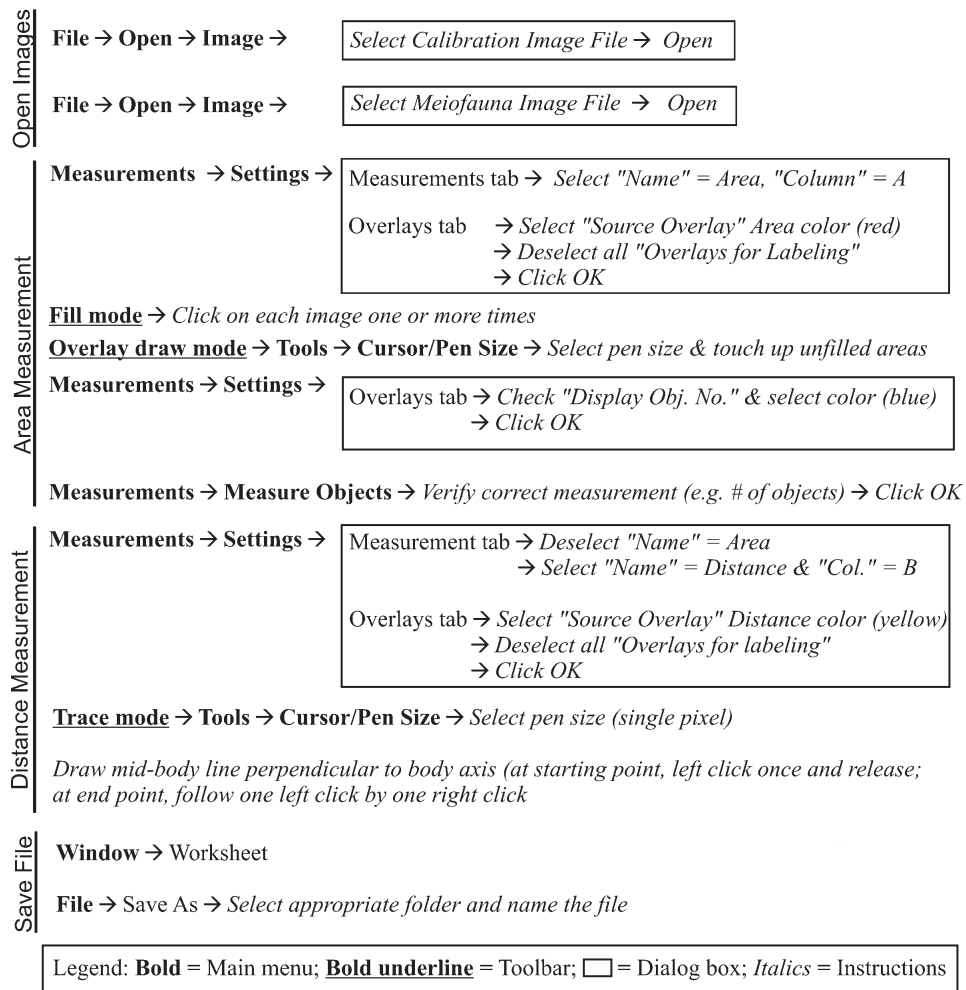 Open Images
File → Open → Image → Select Calibration Image File → Open
File → Open → Image → Select Meiofauna Image File → Open
Area Measurement
Measurements → Settings → Measurements tab → Select "Name" = Area, "Column" = A
Overlays tab → Select "Source Overlay" Area color (red)
→ Deselect all "Overlays for Labeling"
→ Click OK
Fill mode → Click on each image one or more times
Overlay draw mode → Tools → Cursor/Pen Size → Select pen size & touch up unfilled areas
Measurements → Settings → Overlays tab → Check "Display Obj. No." & select color (blue)
→ Click OK
Measurements → Measure Objects → Verify correct measurement (e.g. # of objects) → Click OK
Distance Measurement
Measurements → Settings → Measurement tab → Deselect "Name" = Area
→ Select "Name" = Distance & "Col." = B
Overlays tab → Select "Source Overlay" Distance color (yellow)
→ Deselect all "Overlays for labeling"
→ Click OK
Trace mode → Tools → Cursor/Pen Size → Select pen size (single pixel)
Draw mid-body line perpendicular to body axis (at starting point, left click once and release;
at end point, follow one left click by one right click
Save File
Window → Worksheet
File → Save As → Select appropriate folder and name the file
Legend: Bold = Main menu; Bold underline = Toolbar; = Dialog box; Italics = Instructions